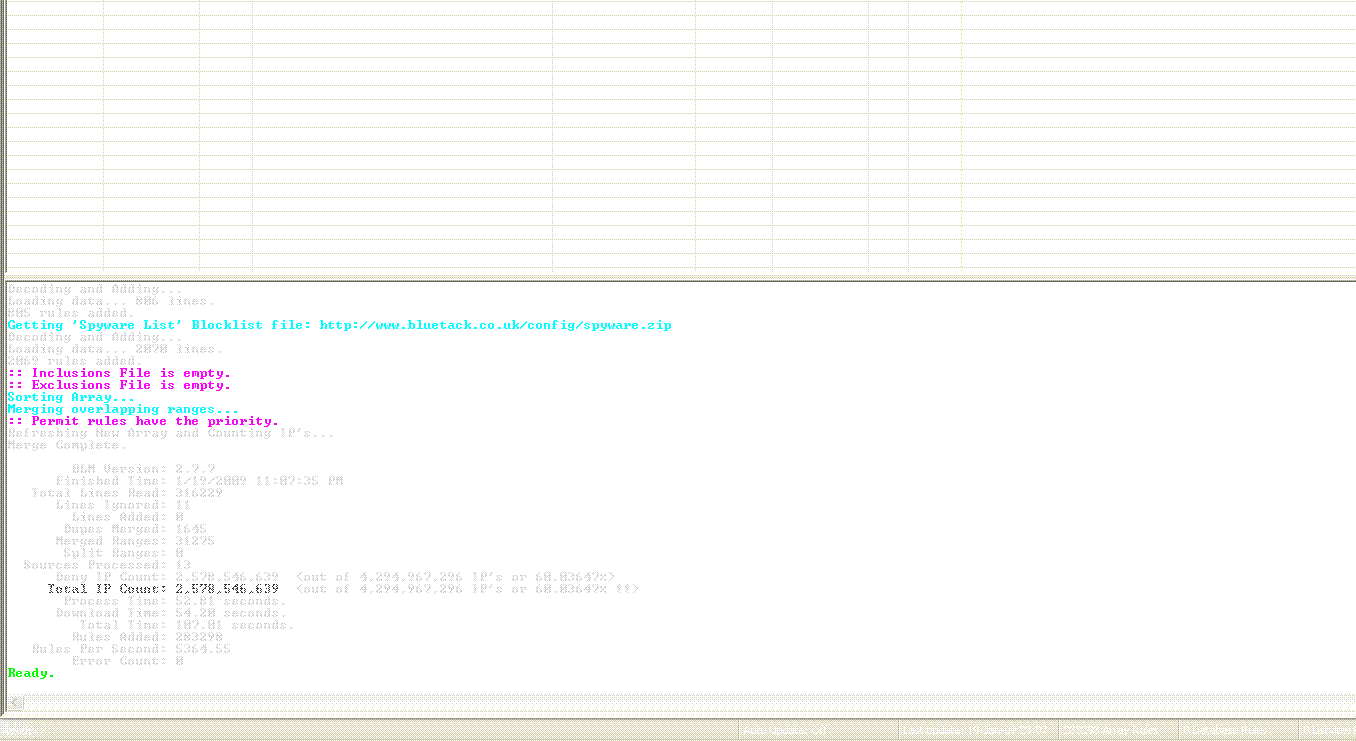 Decoding and Adding...
Loading data... 806 lines.
805 rules added.
Getting 'Spyware List' Blocklist file: http://www.bluetack.co.uk/config/spyware.zip
Decoding and Adding...
Loading data... 2070 lines.
2069 rules added.
:: Inclusions File is empty.
:: Exclusions File is empty.
Sorting Array...
Merging overlapping ranges...
:: Permit rules have the priority.
Refreshing New Array and Counting IP's...
Merge Complete.
BLM Version: 2.7.7
Finished Time: 1/19/2009 11:07:35 PM
Total Lines Read: 316229
Lines Ignored: 11
Lines Added: 0
Dupes Merged: 1645
Merged Ranges: 31275
Split Ranges: 0
Sources Processed: 13
Deny IP Count: 2,578,546,639 (out of 4,294,967,296 IP's or 60.03647%)
Total IP Count: 2,578,546,639 (out of 4,294,967,296 IP's or 60.03647% !!)
Process Time: 52.81 seconds.
Download Time: 54.20 seconds.
Total Time: 107.01 seconds.
Rules Added: 283298
Rules Per Second: 5364.55
Error Count: 0
Ready.